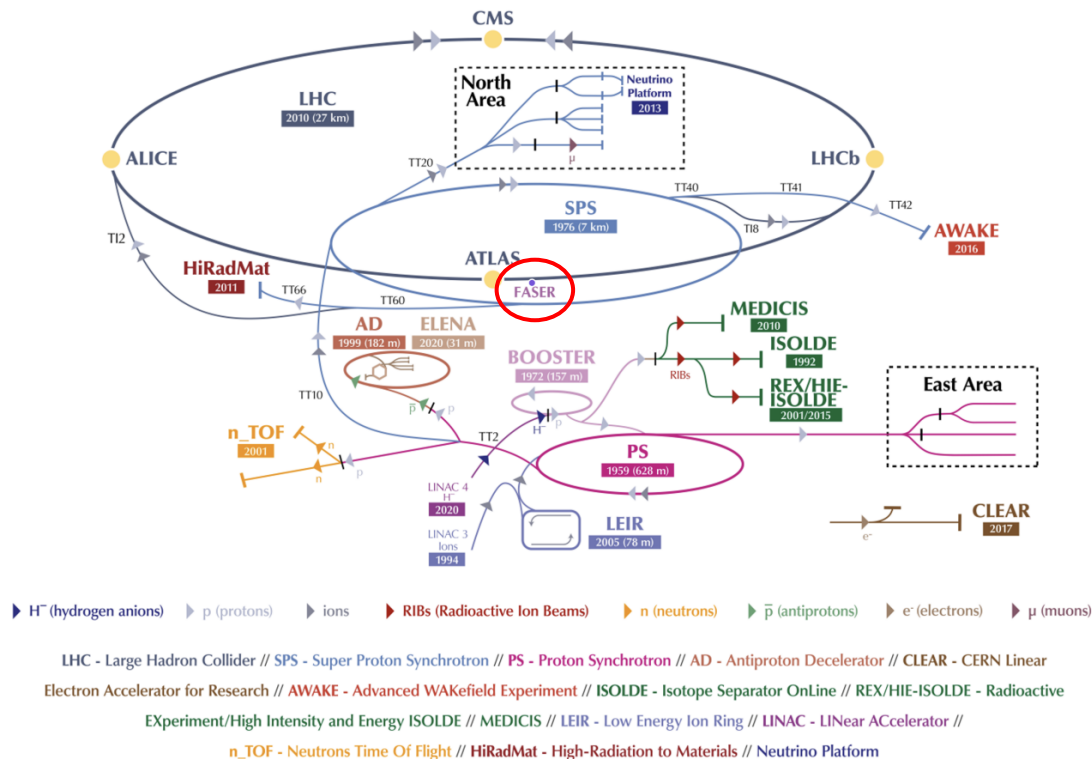 CMS
North
Area
Neutrino
Platform
2013
LHC
2010 (27 km)
ALICE
LHCb
TT20
μ
TT40
TT41
TT42
SPS
1976 (7 km)
TI8
TI2
AWAKE
2016
ATLAS
HiRadMat
2011
FASER
TT66
TT60
MEDICIS
2010
AD
1999 (182 m)
ELENA
2020 (31 m)
BOOSTER
1972 (157 m)
ISOLDE
1992
RIBs
REX/HIE-
ISOLDE
2001/2015
East Area
TT10
p̄
p
H⁻
p
TT2
n_TOF
2001
n
n
p
PS
1959 (628 m)
LINAC 4
H⁻
2020
LINAC 3
Ions
1994
LEIR
2005 (78 m)
CLEAR
2017
e-
H⁻ (hydrogen anions) p (protons) ions RIBs (Radioactive Ion Beams) n (neutrons) p̄ (antiprotons) e- (electrons) μ (muons)
LHC - Large Hadron Collider // SPS - Super Proton Synchrotron // PS - Proton Synchrotron // AD - Antiproton Decelerator // CLEAR - CERN Linear
Electron Accelerator for Research // AWAKE - Advanced WAKefield Experiment // ISOLDE - Isotope Separator OnLine // REX/HIE-ISOLDE - Radioactive
EXperiment/High Intensity and Energy ISOLDE // MEDICIS // LEIR - Low Energy Ion Ring // LINAC - LINear ACcelerator //
n_TOF - Neutrons Time Of Flight // HiRadMat - High-Radiation to Materials // Neutrino Platform